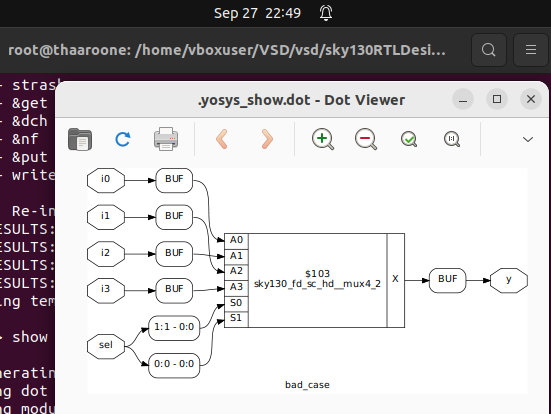 Sep 27 22:49
root@thaaroone: /home/vboxuser/VSD/vsd/sky130RTLDesi...
- strash
- &get
- &dch
- &nf
- &put
- write
.yosys_show.dot - Dot Viewer
Re-in
ESULTS:
ESULTS:
ESULTS:
ESULTS:
ing tem
> show
nerating
ng dot
ng modu
i0
BUF
i1
BUF
i2
BUF
i3
BUF
sel
1:1 - 0:0
0:0 - 0:0
A0
A1
A2
A3
S0
S1
$103
sky130_fd_sc_hd__mux4_2
X
BUF
y
bad_case